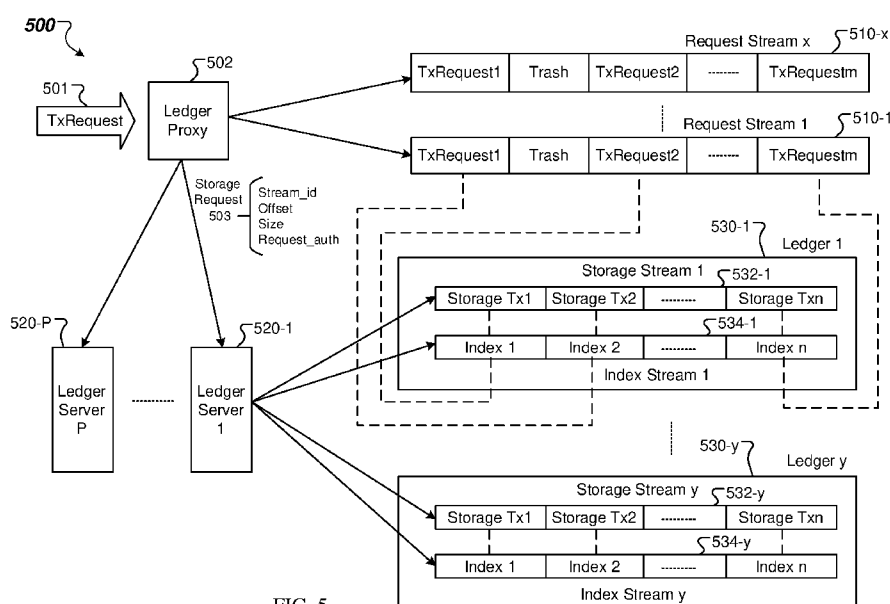 500
510-x
Request Stream x
502
501
TxRequest
Ledger
Proxy
TxRequest1 Trash TxRequest2 -------- TxRequestm
510-1
Request Stream 1
TxRequest1 Trash TxRequest2 -------- TxRequestm
Storage
Request
503
Stream_id
Offset
Size
Request_auth
530-1
Ledger 1
Storage Stream 1
532-1
Storage Tx1 Storage Tx2 --------- Storage Txn
534-1
Index 1 Index 2 --------- Index n
Index Stream 1
520-P
520-1
Ledger
Server
P
----------
Ledger
Server
1
530-y
Ledger y
Storage Stream y
532-y
Storage Tx1 Storage Tx2 --------- Storage Txn
534-y
Index 1 Index 2 --------- Index n
Index Stream y
FIG. 5